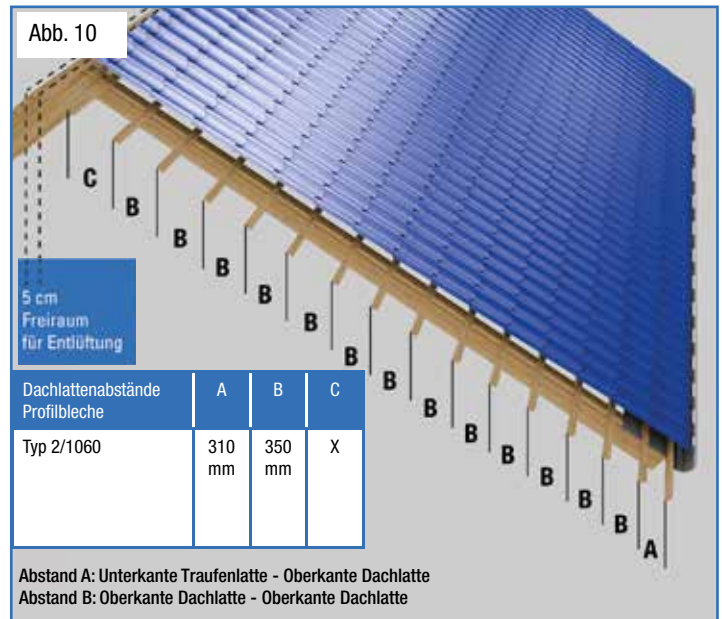 Abb. 10
C
B
B
B
B
B
B
B
B
B
B
B
B
B
A
5 cm
Freiraum
für Entlüftung
Dachlattenabstände A B C
Profilbleche
Typ 2/1060 310 350 X
mm mm
Abstand A: Unterkante Traufenlatte - Oberkante Dachlatte
Abstand B: Oberkante Dachlatte - Oberkante Dachlatte